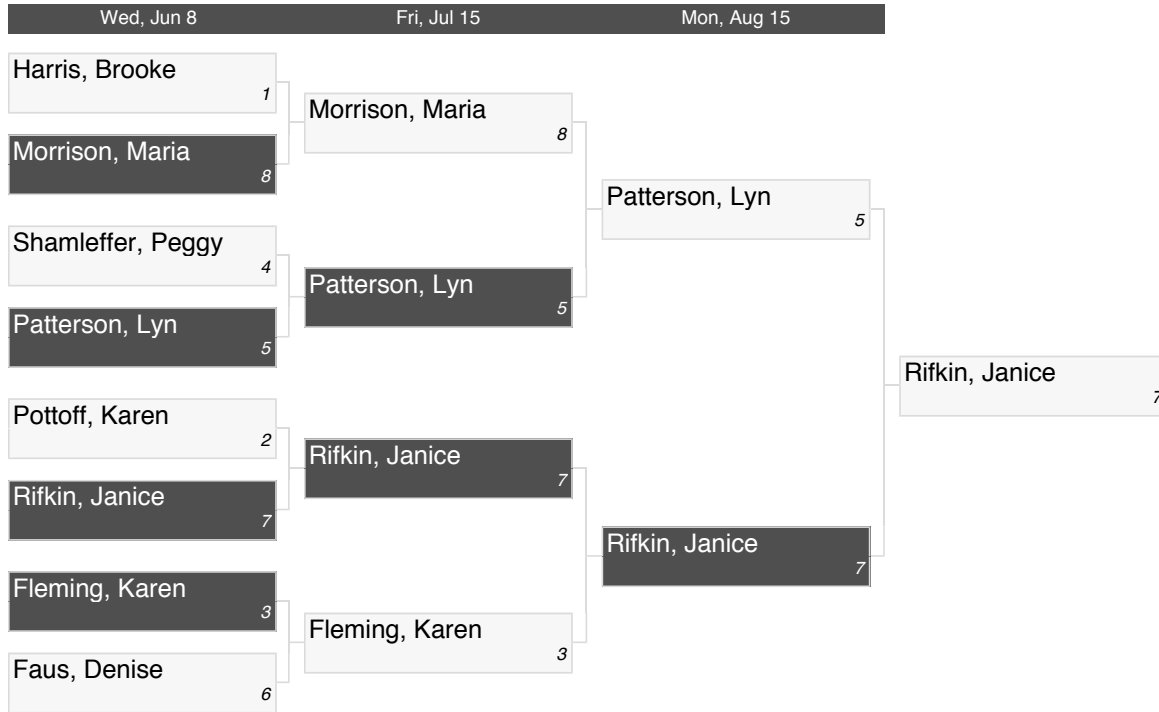 Wed, Jun 8
Fri, Jul 15
Mon, Aug 15
Harris, Brooke
1
Morrison, Maria
8
Shamleffer, Peggy
4
Patterson, Lyn
5
Pottoff, Karen
2
Rifkin, Janice
7
Fleming, Karen
3
Faus, Denise
6
Morrison, Maria
8
Patterson, Lyn
5
Rifkin, Janice
7
Fleming, Karen
3
Patterson, Lyn
5
Rifkin, Janice
7
Rifkin, Janice
7